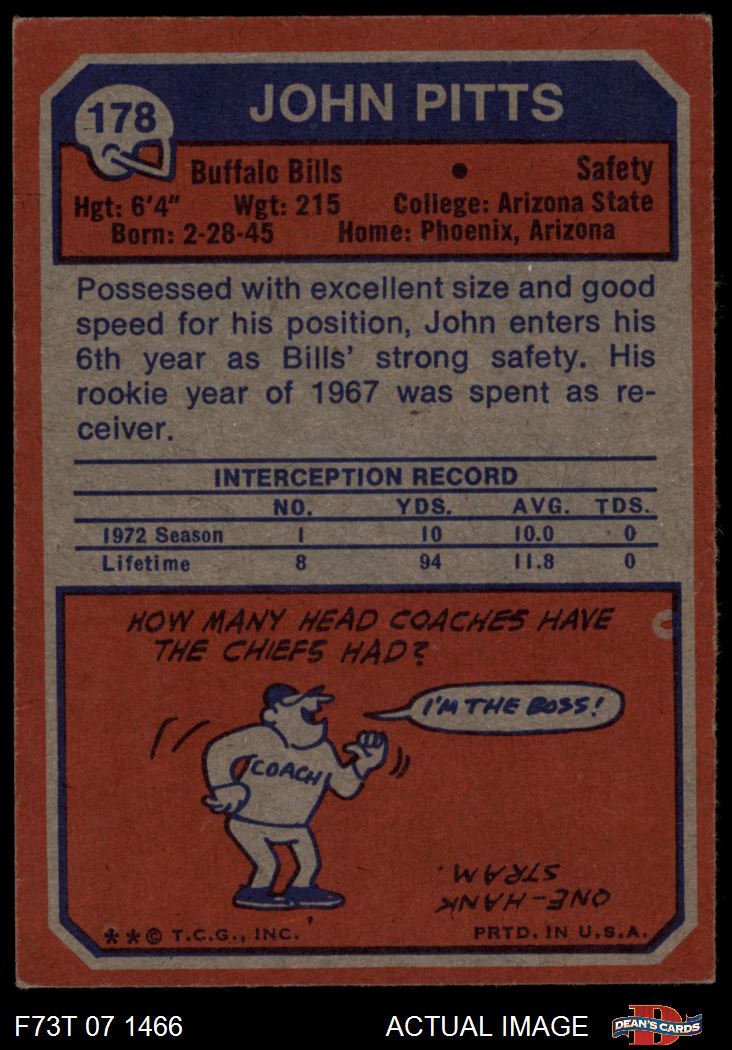 178
JOHN PITTS
Buffalo Bills • Safety
Hgt: 6'4" Wgt: 215 College: Arizona State
Born: 2-28-45 Home: Phoenix, Arizona
Possessed with excellent size and good
speed for his position, John enters his
6th year as Bills' strong safety. His
rookie year of 1967 was spent as re-
ceiver.
INTERCEPTION RECORD
NO. YDS. AVG. TDS.
1972 Season 1 10 10.0 0
Lifetime 8 94 11.8 0
HOW MANY HEAD COACHES HAVE
THE CHIEFS HAD?
I'M THE BOSS!
COACH
ONE-HANK
STRAM.
** © T.C.G., INC. PRTD. IN U.S.A.
F73T 07 1466 ACTUAL IMAGE
D
DEAN'S CARDS